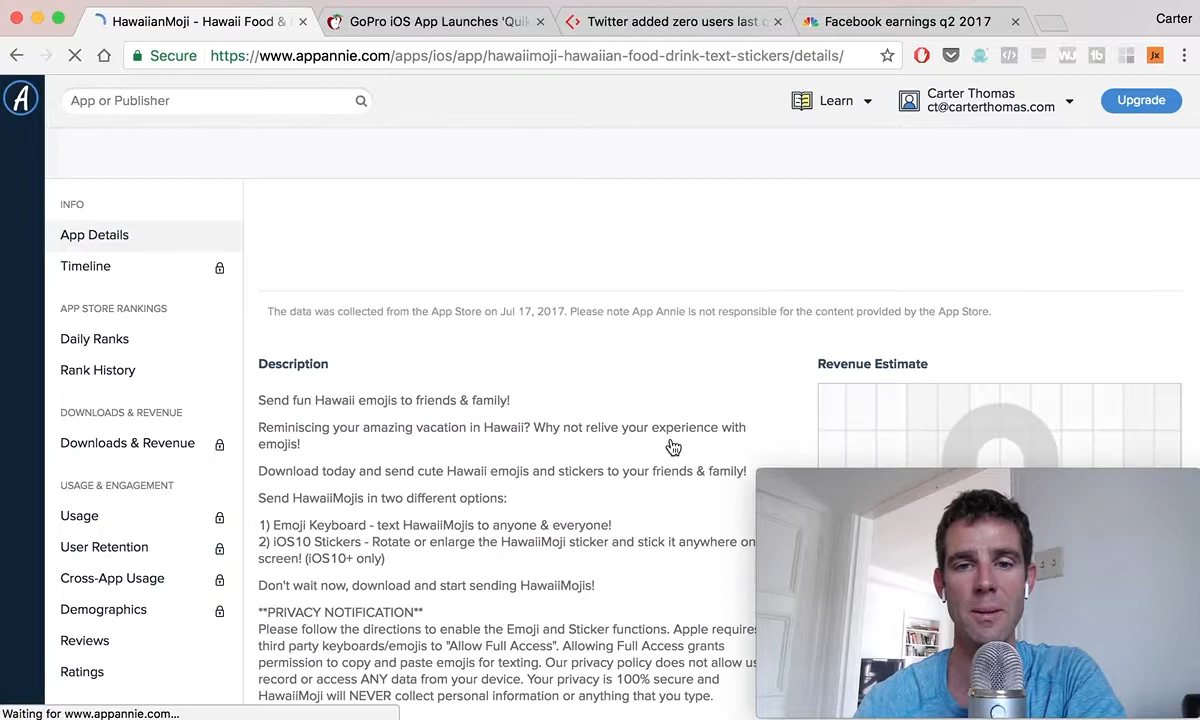 HawaiianMoji - Hawaii Food &
GoPro iOS App Launches 'Quik
Twitter added zero users last q
Facebook earnings q2 2017
Carter
Secure
https://www.appannie.com/apps/ios/app/hawaiimoji-hawaiian-food-drink-text-stickers/details/
App or Publisher
Learn
Carter Thomas
ct@carterthomas.com
Upgrade
INFO
App Details
Timeline
APP STORE RANKINGS
Daily Ranks
Rank History
DOWNLOADS & REVENUE
Downloads & Revenue
USAGE & ENGAGEMENT
Usage
User Retention
Cross-App Usage
Demographics
Reviews
Ratings
The data was collected from the App Store on Jul 17, 2017. Please note App Annie is not responsible for the content provided by the App Store.
Description
Send fun Hawaii emojis to friends & family!
Reminiscing your amazing vacation in Hawaii? Why not relive your experience with
emojis!
Download today and send cute Hawaii emojis and stickers to your friends & family!
Send HawaiiMojis in two different options:
1) Emoji Keyboard - text HawaiiMojis to anyone & everyone!
2) iOS10 Stickers - Rotate or enlarge the HawaiiMoji sticker and stick it anywhere on
screen! (iOS10+ only)
Don't wait now, download and start sending HawaiiMojis!
**PRIVACY NOTIFICATION**
Please follow the directions to enable the Emoji and Sticker functions. Apple requires
third party keyboards/emojis to "Allow Full Access". Allowing Full Access grants
permission to copy and paste emojis for texting. Our privacy policy does not allow us
record or access ANY data from your device. Your privacy is 100% secure and
HawaiiMoji will NEVER collect personal information or anything that you type.
Revenue Estimate
Waiting for www.appannie.com...